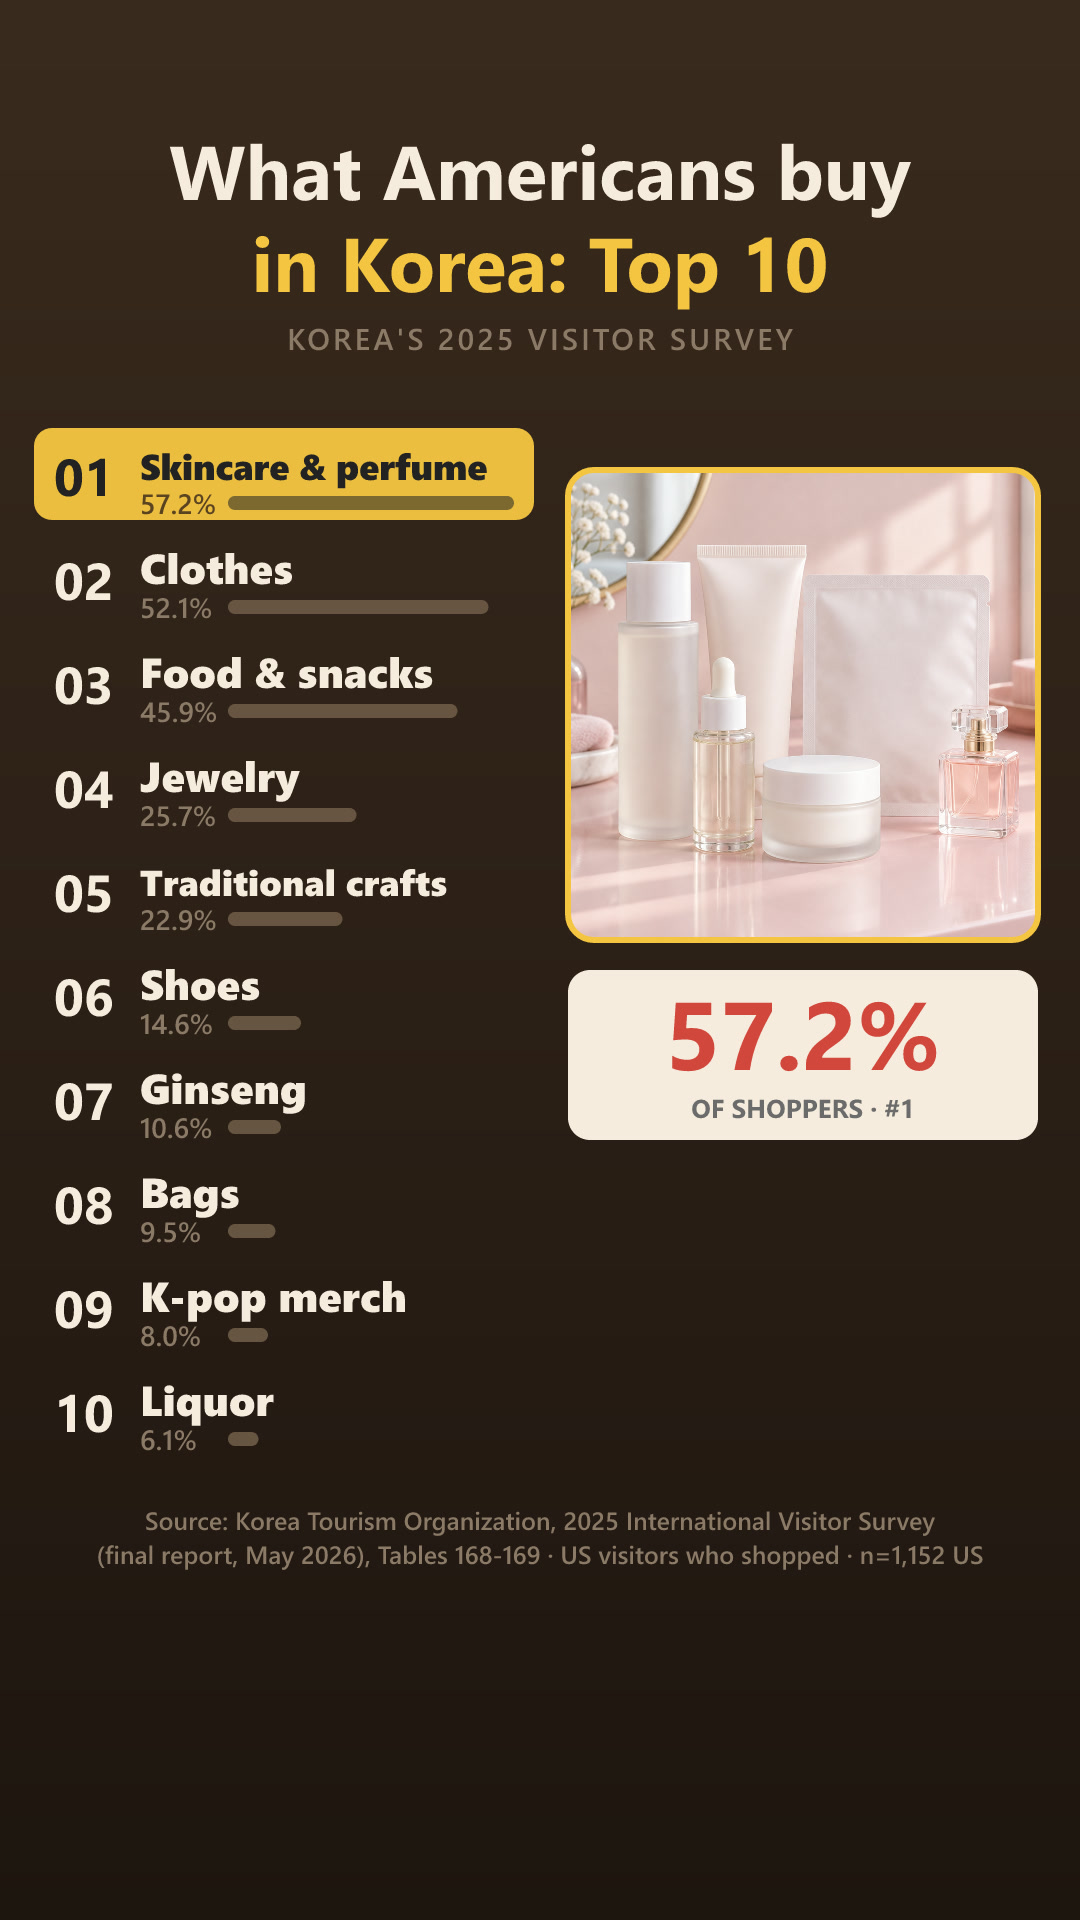 What Americans buy
in Korea: Top 10
KOREA'S 2025 VISITOR SURVEY
01 Skincare & perfume
57.2%
02 Clothes
52.1%
03 Food & snacks
45.9%
04 Jewelry
25.7%
05 Traditional crafts
22.9%
06 Shoes
14.6%
07 Ginseng
10.6%
08 Bags
9.5%
09 K-pop merch
8.0%
10 Liquor
6.1%
57.2%
OF SHOPPERS · #1
Source: Korea Tourism Organization, 2025 International Visitor Survey
(final report, May 2026), Tables 168-169 · US visitors who shopped · n=1,152 US